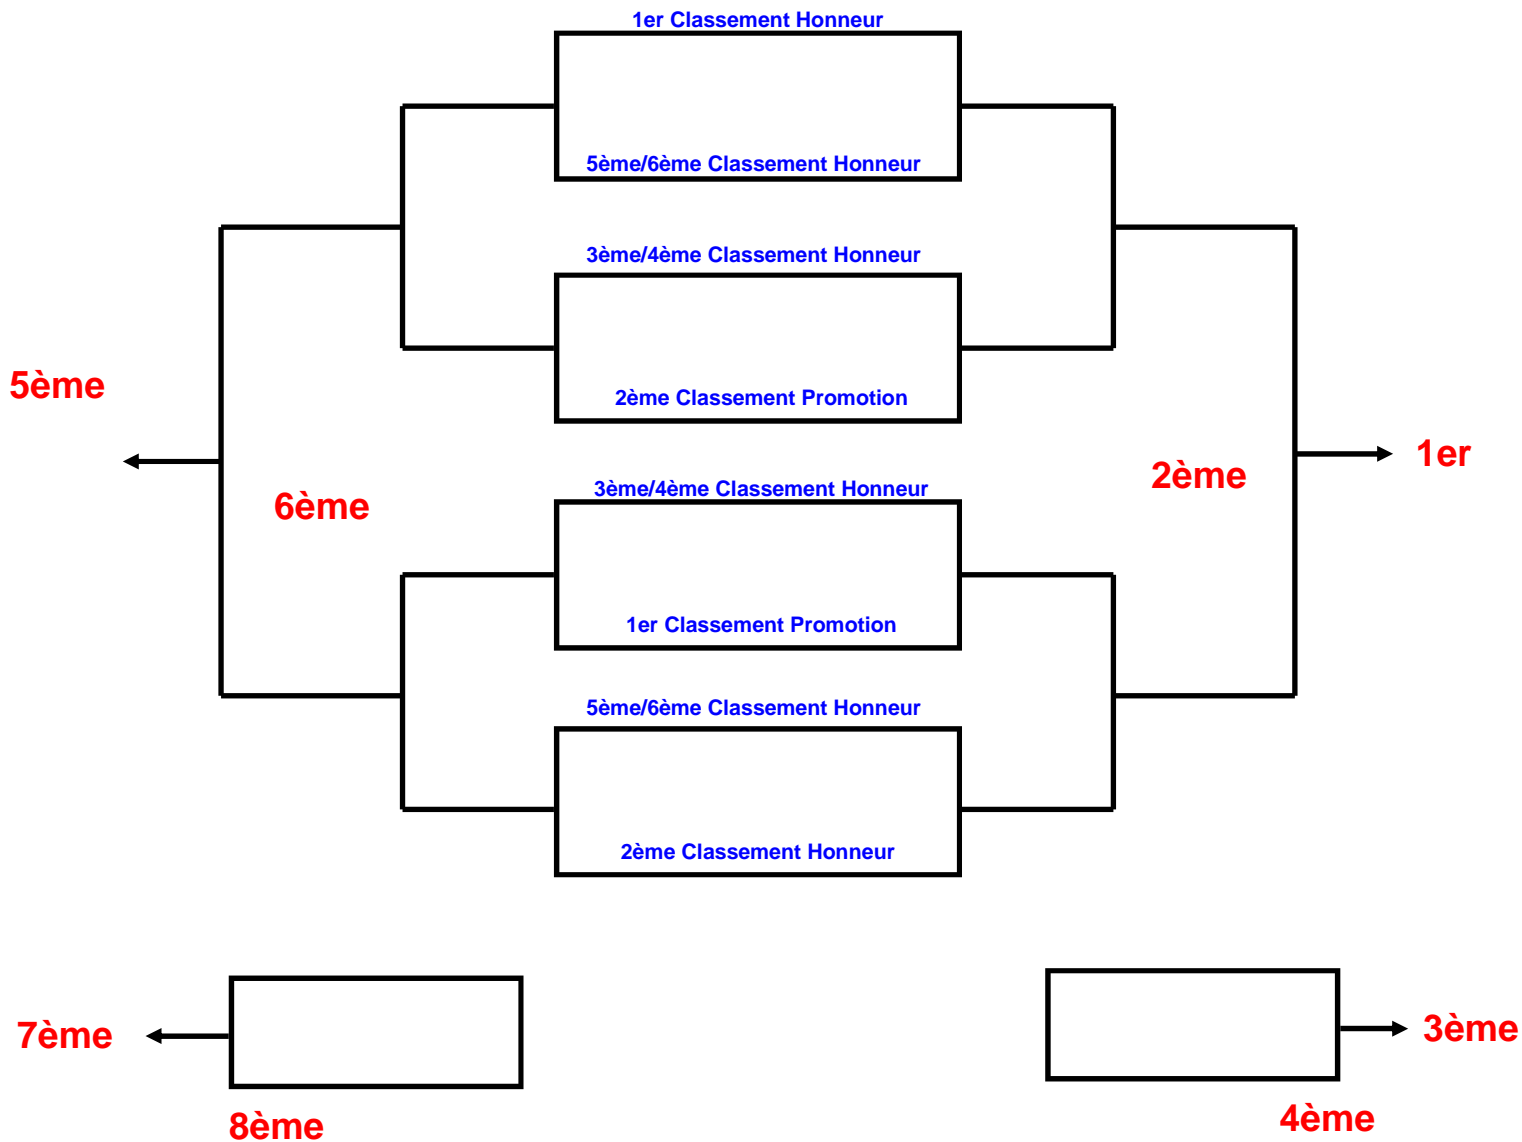 1er Classement Honneur
5ème/6ème Classement Honneur
3ème/4ème Classement Honneur
5ème
2ème Classement Promotion
1er
2ème
3ème/4ème Classement Honneur
6ème
1er Classement Promotion
5ème/6ème Classement Honneur
2ème Classement Honneur
7ème
3ème
8ème
4ème